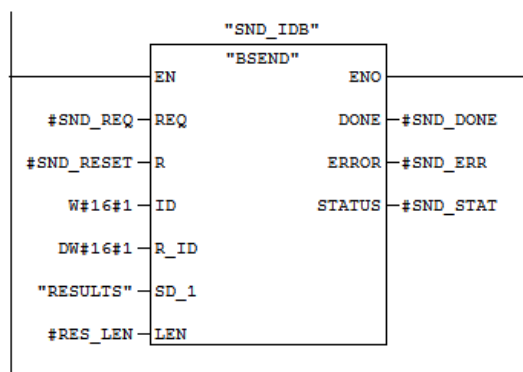 "SND_IDB"
"BSEND"
EN ENO
#SND_REQ REQ DONE #SND_DONE
#SND_RESET R ERROR #SND_ERR
W#16#1 ID STATUS #SND_STAT
DW#16#1 R_ID
"RESULTS" SD_1
#RES_LEN LEN